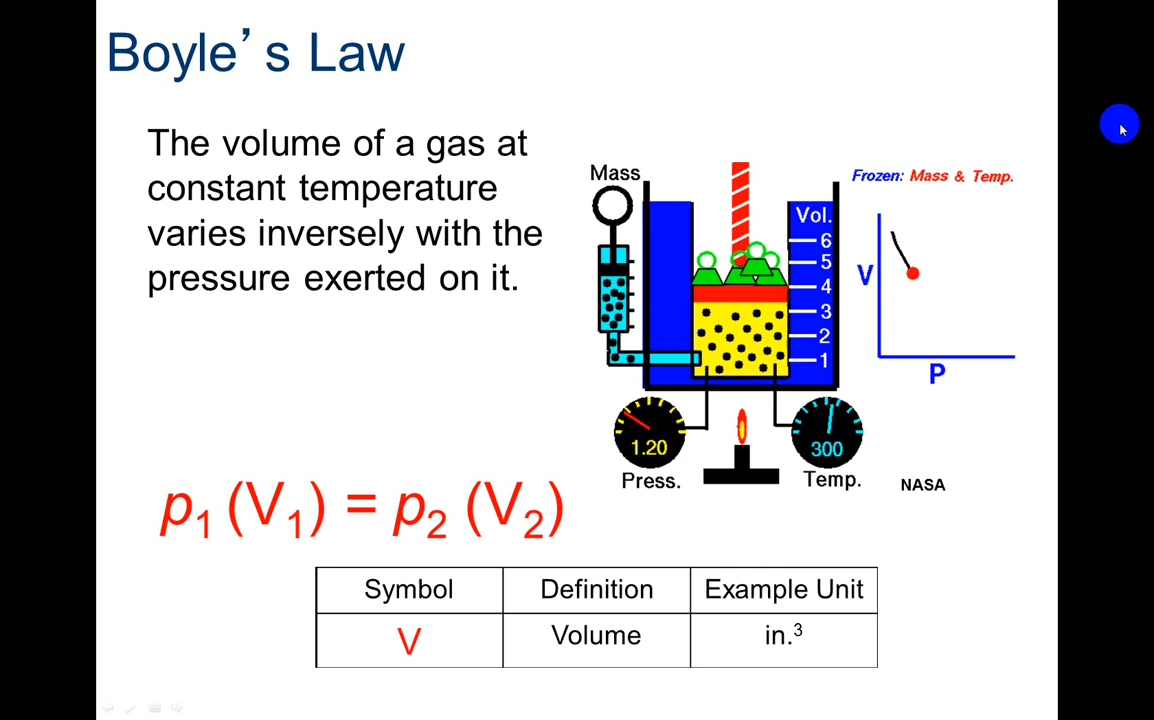 Boyle’s Law
The volume of a gas at
constant temperature
varies inversely with the
pressure exerted on it.
Mass
Vol.
6
5
4
3
2
1
Frozen: Mass & Temp.
V
P
1.20
Press.
300
Temp.
NASA
p₁ (V₁) = p₂ (V₂)
Symbol Definition Example Unit
V Volume in.³